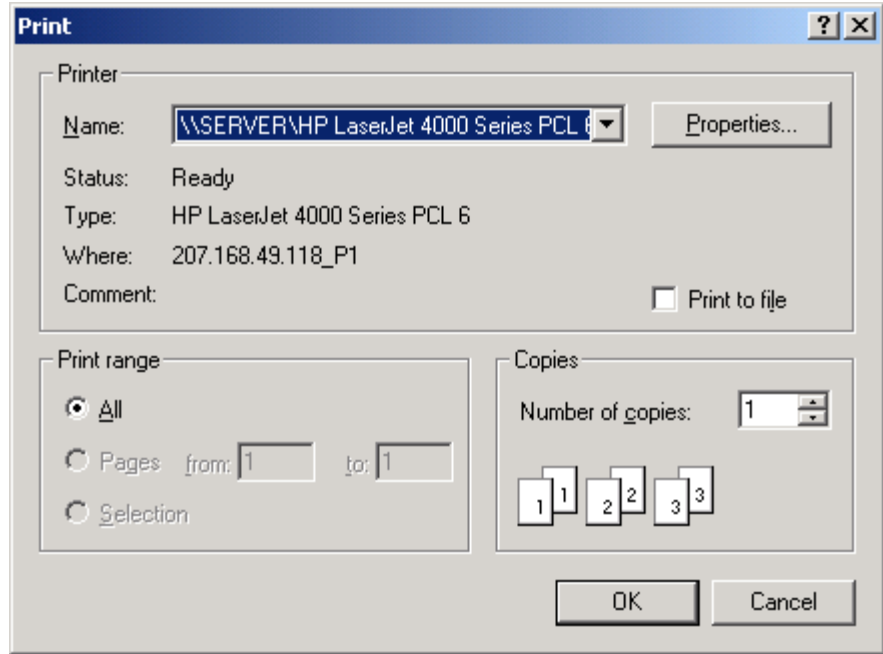 Print
Printer
Name: \\SERVER\HP LaserJet 4000 Series PCL 6 Properties...
Status: Ready
Type: HP LaserJet 4000 Series PCL 6
Where: 207.168.49.118_P1
Comment: Print to file
Print range
All
Pages from: 1 to: 1
Selection
Copies
Number of copies: 1
1 1 2 2 3 3
OK Cancel